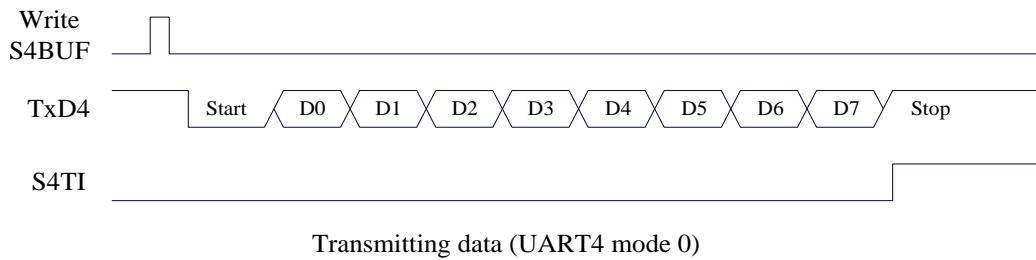 Write
S4BUF
TxD4
Start D0 D1 D2 D3 D4 D5 D6 D7 Stop
S4TI
Transmitting data (UART4 mode 0)